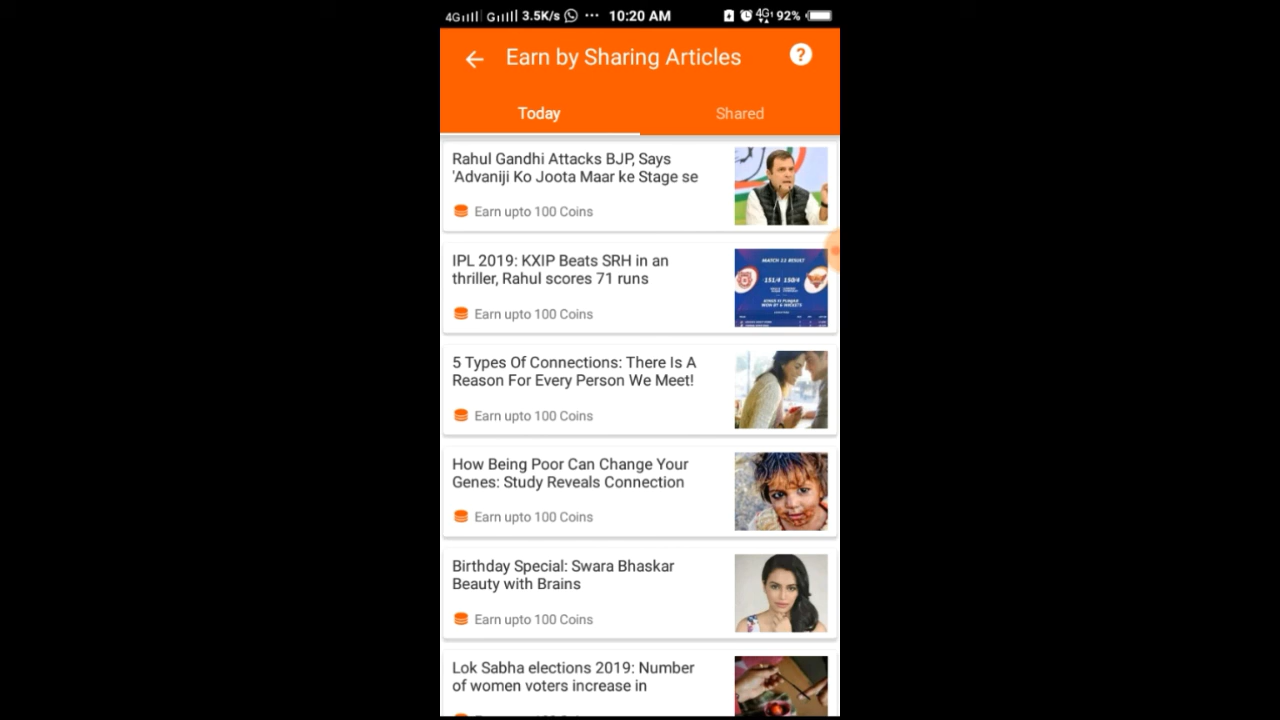 4G G 3.5K/s ... 10:20 AM 4G 92%
Earn by Sharing Articles ?
Today Shared
Rahul Gandhi Attacks BJP, Says
'Advaniji Ko Joota Maar ke Stage se
Earn upto 100 Coins
IPL 2019: KXIP Beats SRH in an
thriller, Rahul scores 71 runs
Earn upto 100 Coins
151/4 150/4
5 Types Of Connections: There Is A
Reason For Every Person We Meet!
Earn upto 100 Coins
How Being Poor Can Change Your
Genes: Study Reveals Connection
Earn upto 100 Coins
Birthday Special: Swara Bhaskar
Beauty with Brains
Earn upto 100 Coins
Lok Sabha elections 2019: Number
of women voters increase in